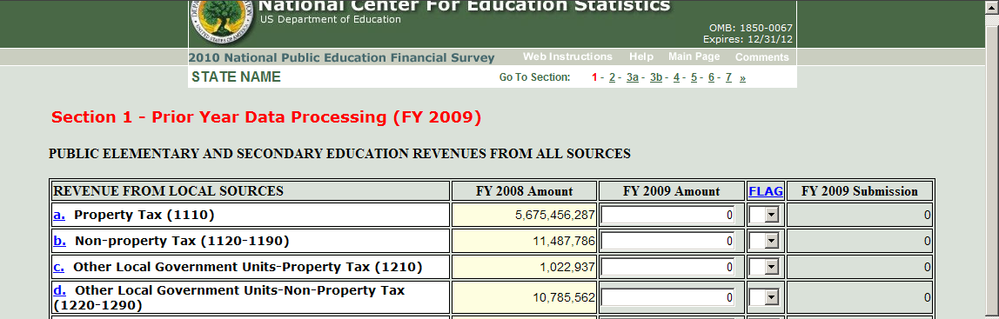 National Center For Education Statistics
US Department of Education
OMB: 1850-0067
Expires: 12/31/12
2010 National Public Education Financial Survey Web Instructions Help Main Page Comments
STATE NAME Go To Section: 1 - 2 - 3a - 3b - 4 - 5 - 6 - 7 »
Section 1 - Prior Year Data Processing (FY 2009)
PUBLIC ELEMENTARY AND SECONDARY EDUCATION REVENUES FROM ALL SOURCES
REVENUE FROM LOCAL SOURCES FY 2008 Amount FY 2009 Amount FLAG FY 2009 Submission
a. Property Tax (1110) 5,675,456,287 0 0
b. Non-property Tax (1120-1190) 11,487,786 0 0
c. Other Local Government Units-Property Tax (1210) 1,022,937 0 0
d. Other Local Government Units-Non-Property Tax
(1220-1290) 10,785,562 0 0